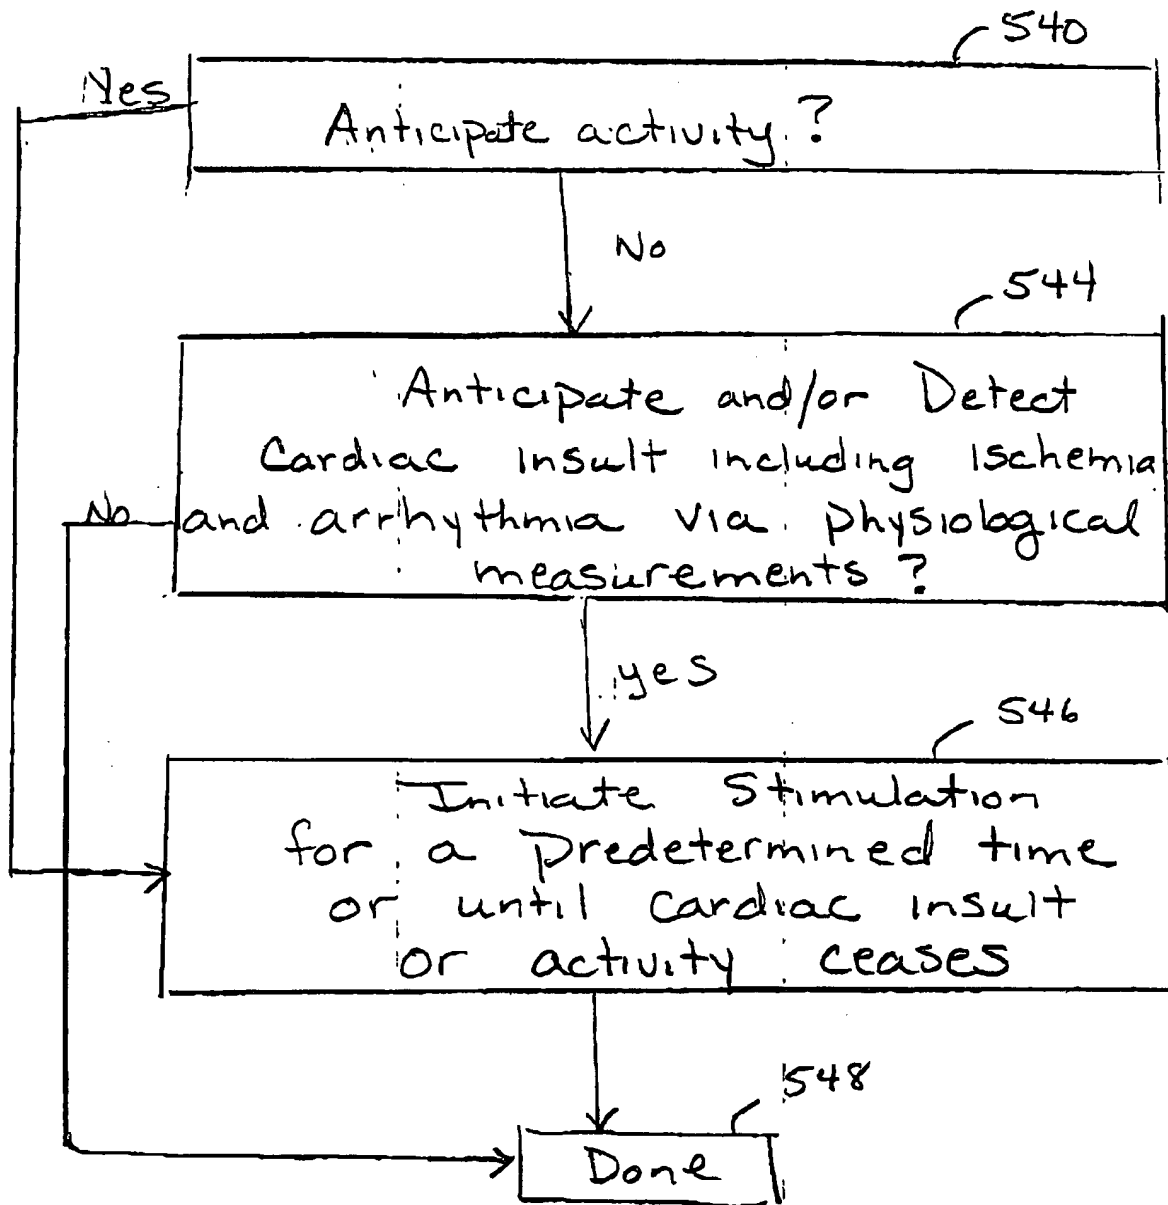 540
Yes
Anticipate activity ?
No
544
Anticipate and/or Detect
Cardiac insult including ischemia
No
and arrhythmia via physiological
measurements ?
yes
546
Initiate Stimulation
for a predetermined time
or until cardiac insult
or activity ceases
548
Done